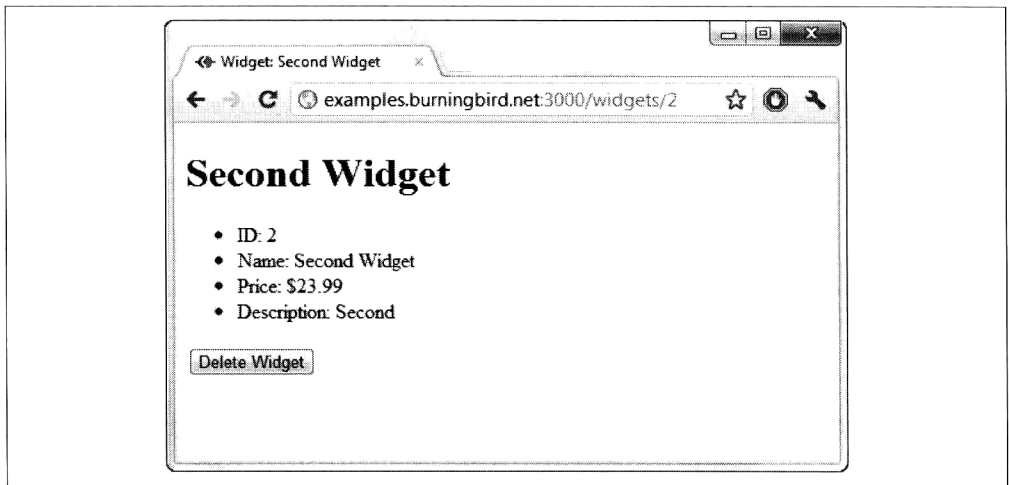 Widget: Second Widget
examples.burningbird.net:3000/widgets/2
Second Widget
ID: 2
Name: Second Widget
Price: $23.99
Description: Second
Delete Widget